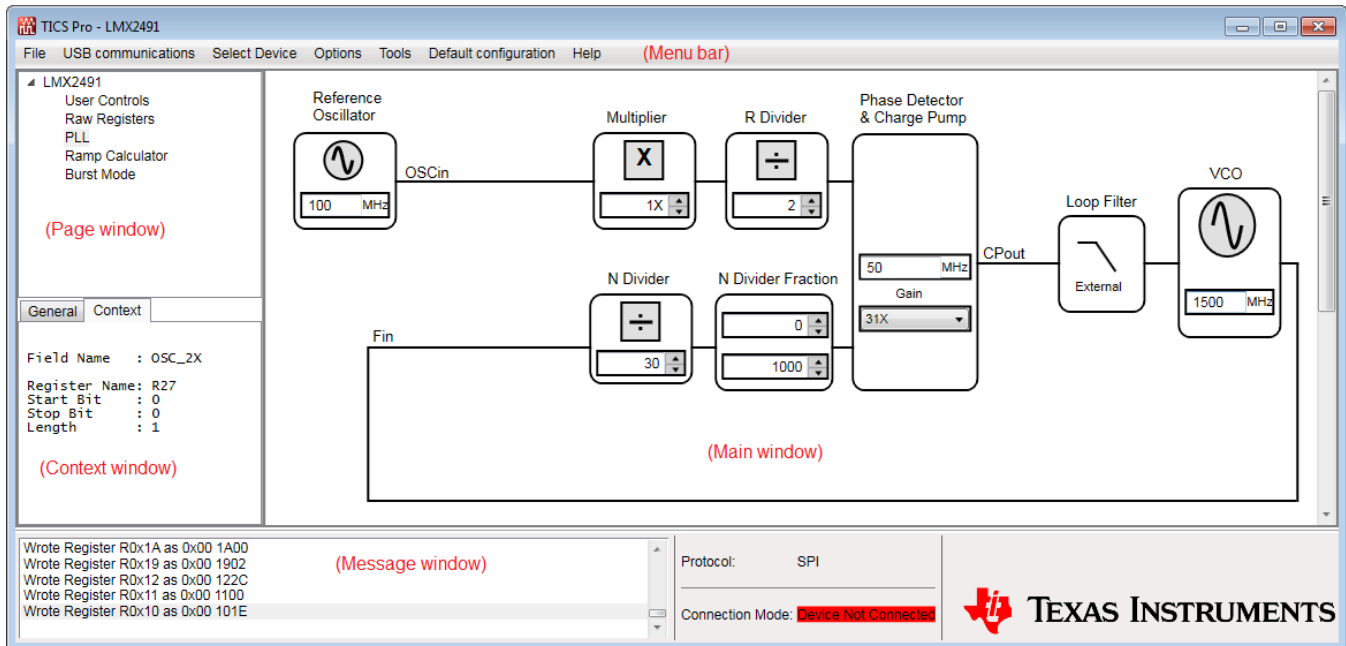 TICS Pro - LMX2491
File USB communications Select Device Options Tools Default configuration Help (Menu bar)
LMX2491
User Controls
Raw Registers
PLL
Ramp Calculator
Burst Mode
(Page window)
General Context
Field Name : OSC_2X
Register Name: R27
Start Bit : 0
Stop Bit : 0
Length : 1
(Context window)
Reference
Oscillator
100 MHz
OSCin
Multiplier
X
1X
R Divider
2
Phase Detector
& Charge Pump
50 MHz
Gain
31X
CPout
Loop Filter
External
VCO
1500 MHz
N Divider
30
N Divider Fraction
0
1000
Fin
(Main window)
Wrote Register R0x1A as 0x00 1A00
Wrote Register R0x19 as 0x00 1902
Wrote Register R0x12 as 0x00 122C
Wrote Register R0x11 as 0x00 1100
Wrote Register R0x10 as 0x00 101E
(Message window)
Protocol: SPI
Connection Mode: Device Not Connected
TEXAS INSTRUMENTS